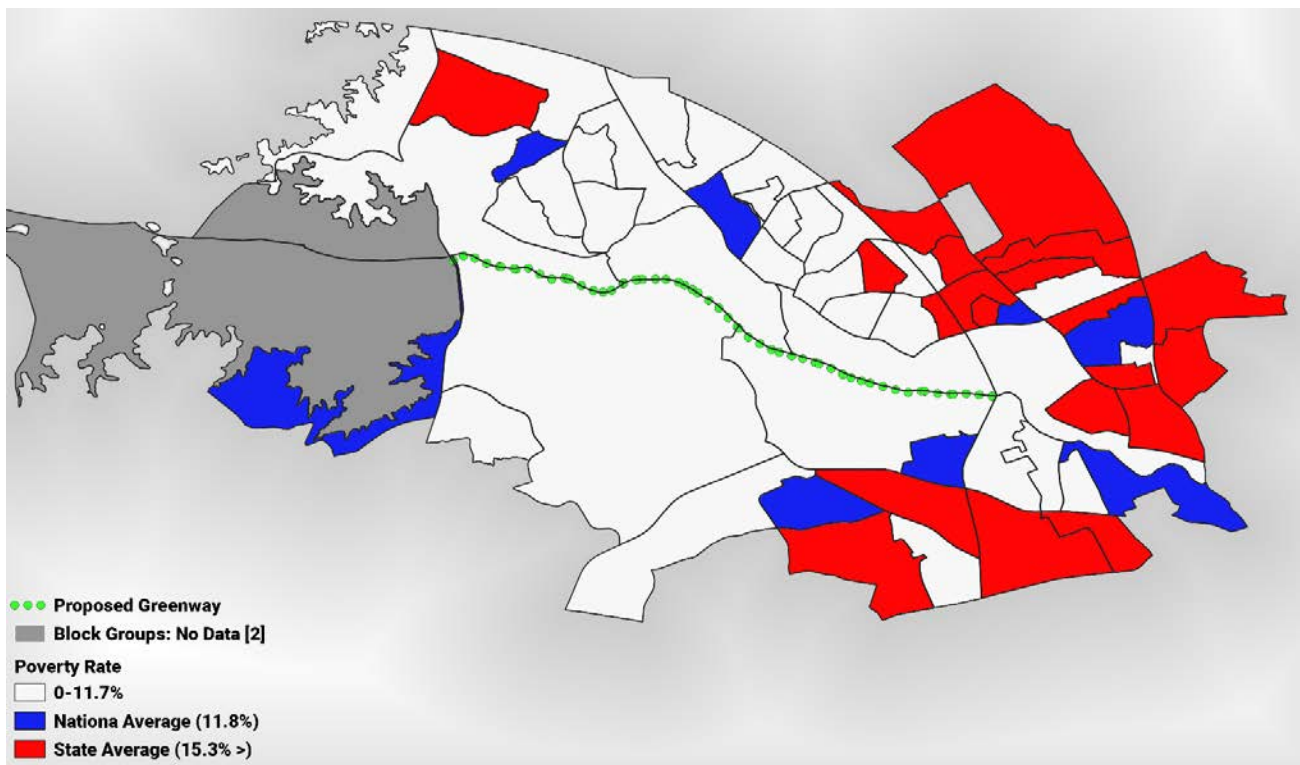 Proposed Greenway
Block Groups: No Data [2]
Poverty Rate
0-11.7%
Nationa Average (11.8%)
State Average (15.3% >)